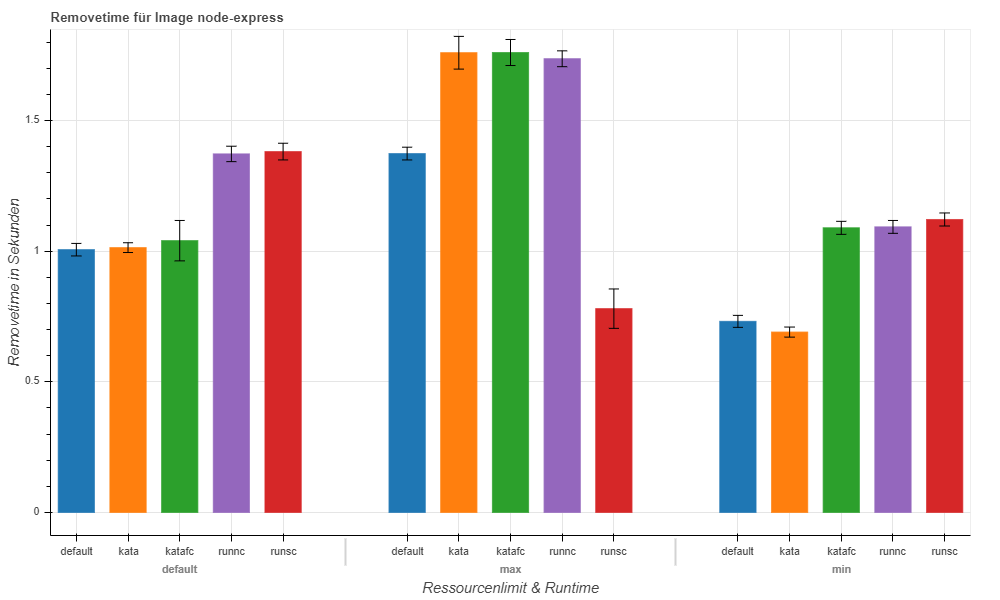 Removetime für Image node-express
Removetime in Sekunden
1.5
1
0.5
0
default kata katafc runnc runsc default kata katafc runnc runsc default kata katafc runnc runsc
default max min
Ressourcenlimit & Runtime